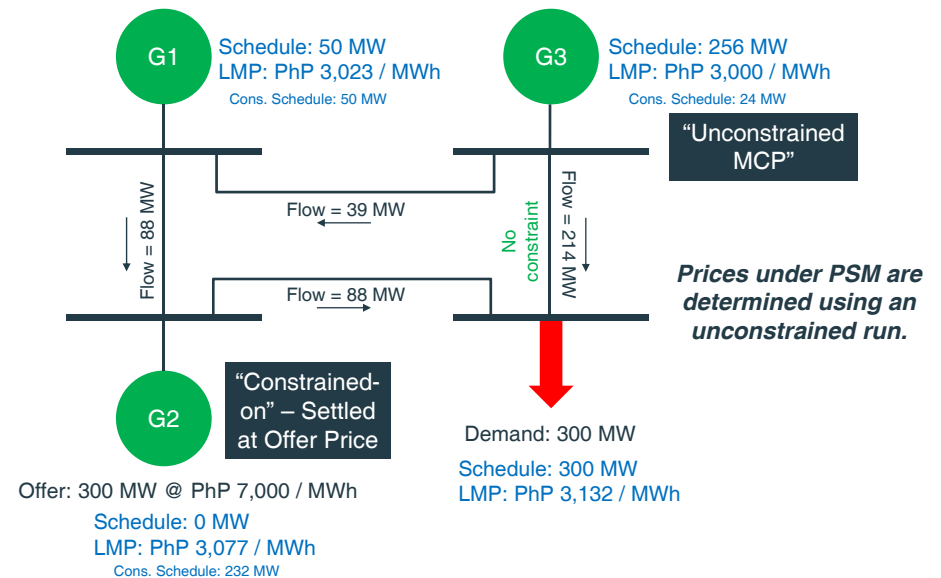 G1
Schedule: 50 MW
LMP: PhP 3,023 / MWh
Cons. Schedule: 50 MW
G3
Schedule: 256 MW
LMP: PhP 3,000 / MWh
Cons. Schedule: 24 MW
“Unconstrained
MCP”
Flow = 88 MW
Flow = 39 MW
No
constraint
Flow = 214 MW
Flow = 88 MW
Prices under PSM are
determined using an
unconstrained run.
G2
“Constrained-
on” – Settled
at Offer Price
Offer: 300 MW @ PhP 7,000 / MWh
Schedule: 0 MW
LMP: PhP 3,077 / MWh
Cons. Schedule: 232 MW
Demand: 300 MW
Schedule: 300 MW
LMP: PhP 3,132 / MWh